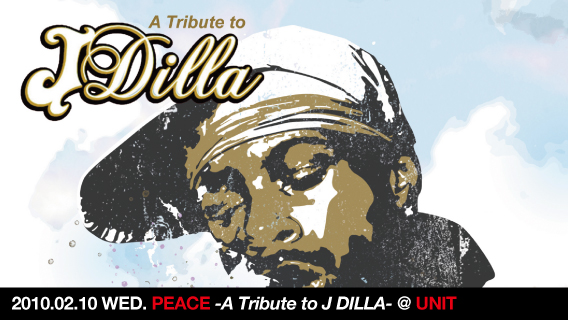 A Tribute to
J Dilla
2010.02.10 WED. PEACE -A Tribute to J DILLA- @ UNIT